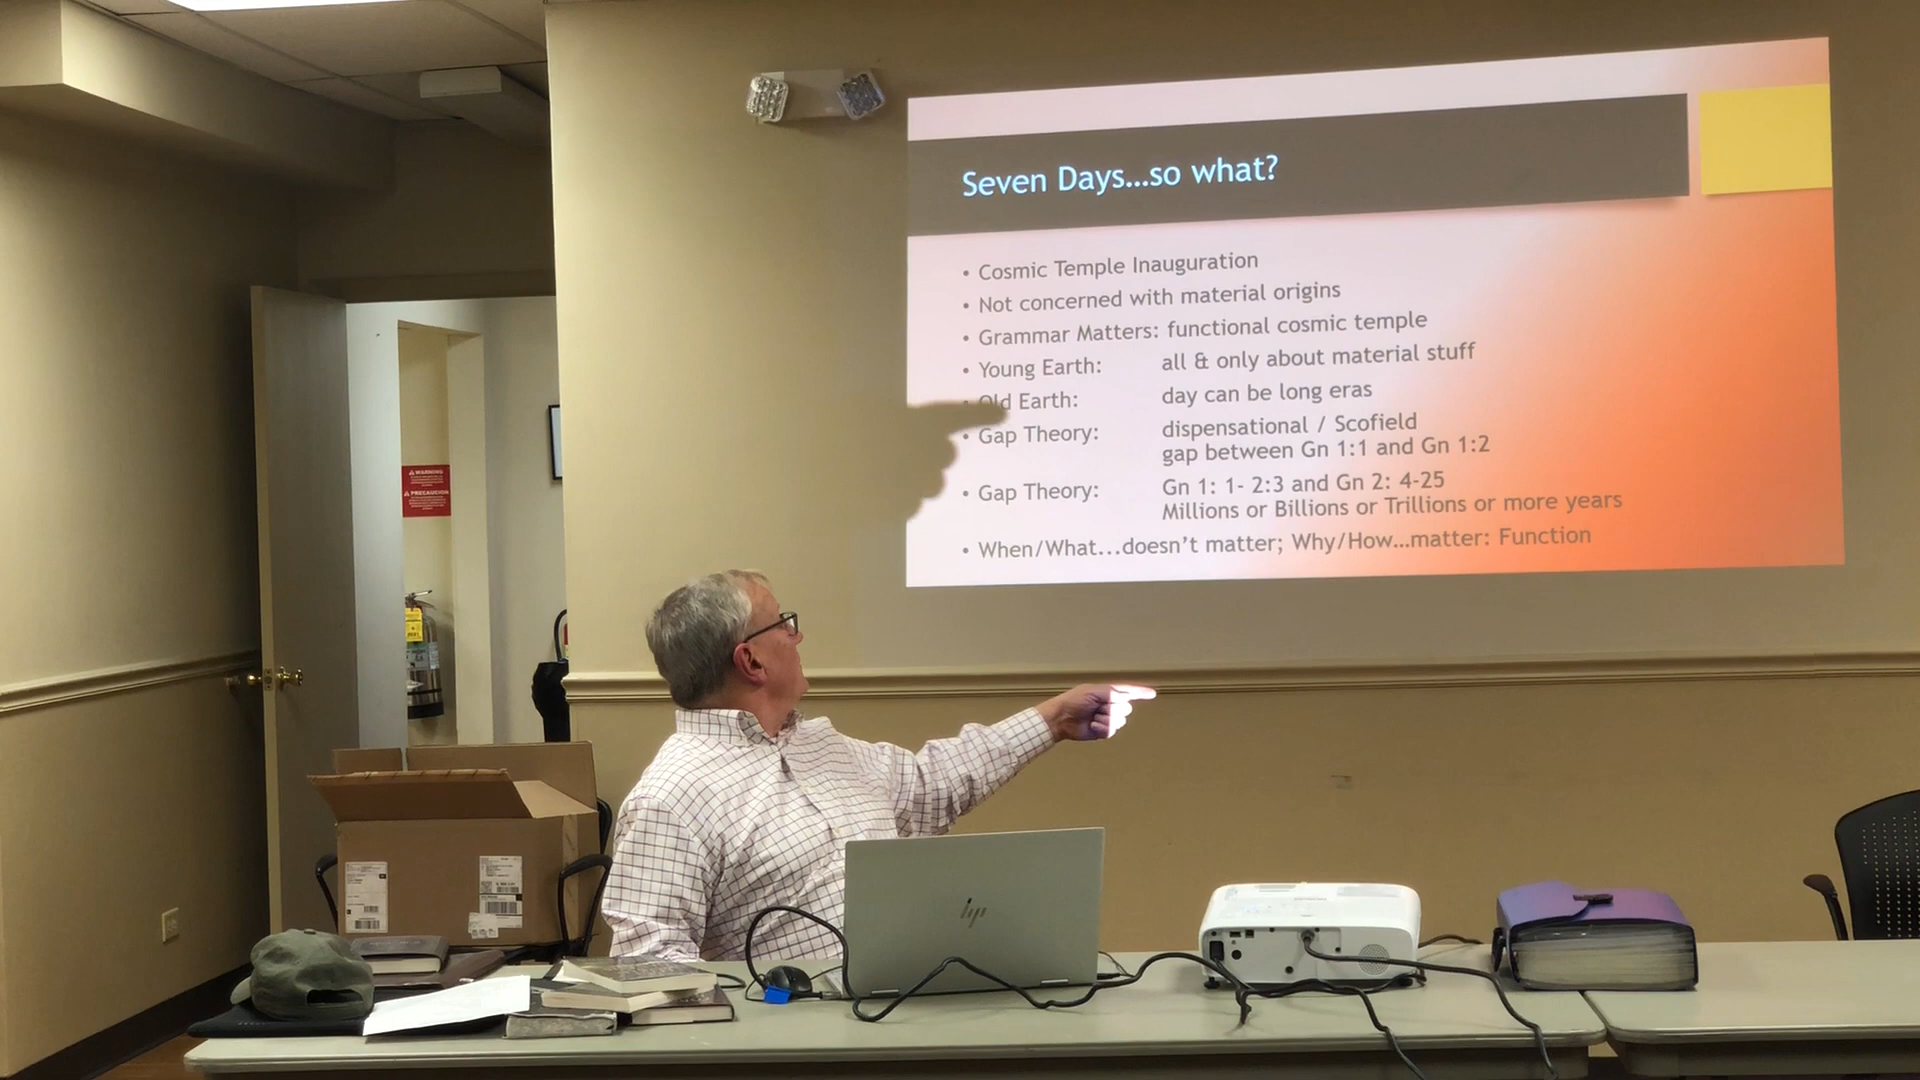 Seven Days...so what?
• Cosmic Temple Inauguration
• Not concerned with material origins
• Grammar Matters: functional cosmic temple
• Young Earth: all & only about material stuff
• Old Earth: day can be long eras
• Gap Theory: dispensational / Scofield
gap between Gn 1:1 and Gn 1:2
• Gap Theory: Gn 1: 1- 2:3 and Gn 2: 4-25
Millions or Billions or Trillions or more years
• When/What...doesn't matter; Why/How...matter: Function
WARNING
PRECAUCION
hp